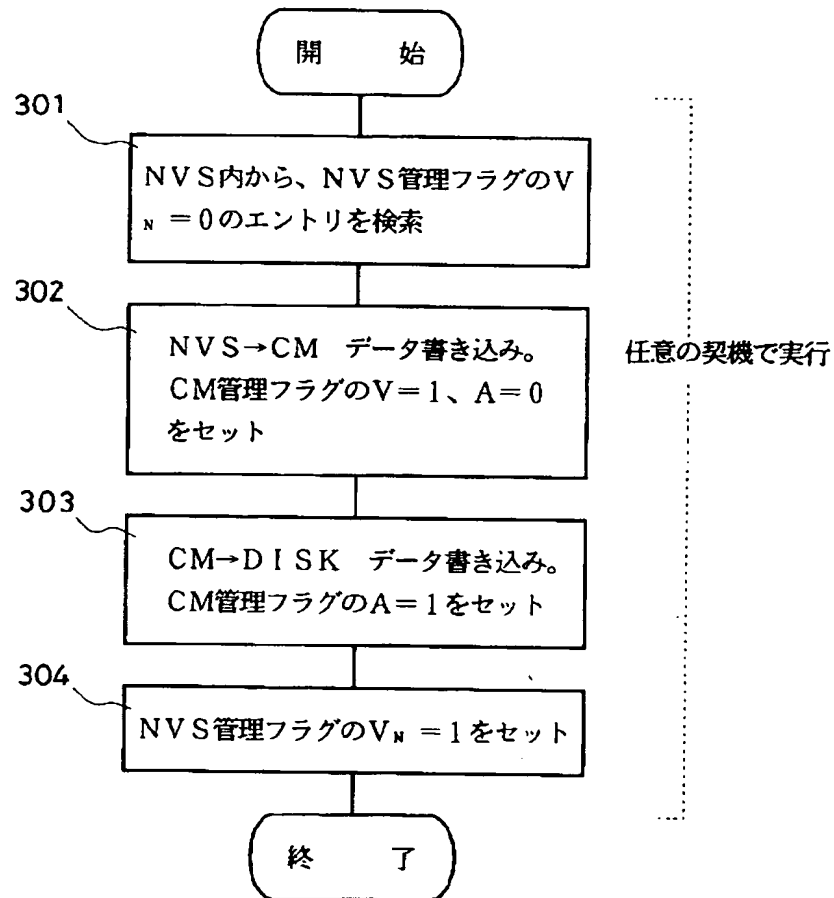 開 始
301
NVS内から、NVS管理フラグのV
N =0のエントリを検索
302
NVS→CM データ書き込み。
CM管理フラグのV=1、A=0
をセット
任意の契機で実行
303
CM→DISK データ書き込み。
CM管理フラグのA=1をセット
304
NVS管理フラグのVN =1をセット
終 了